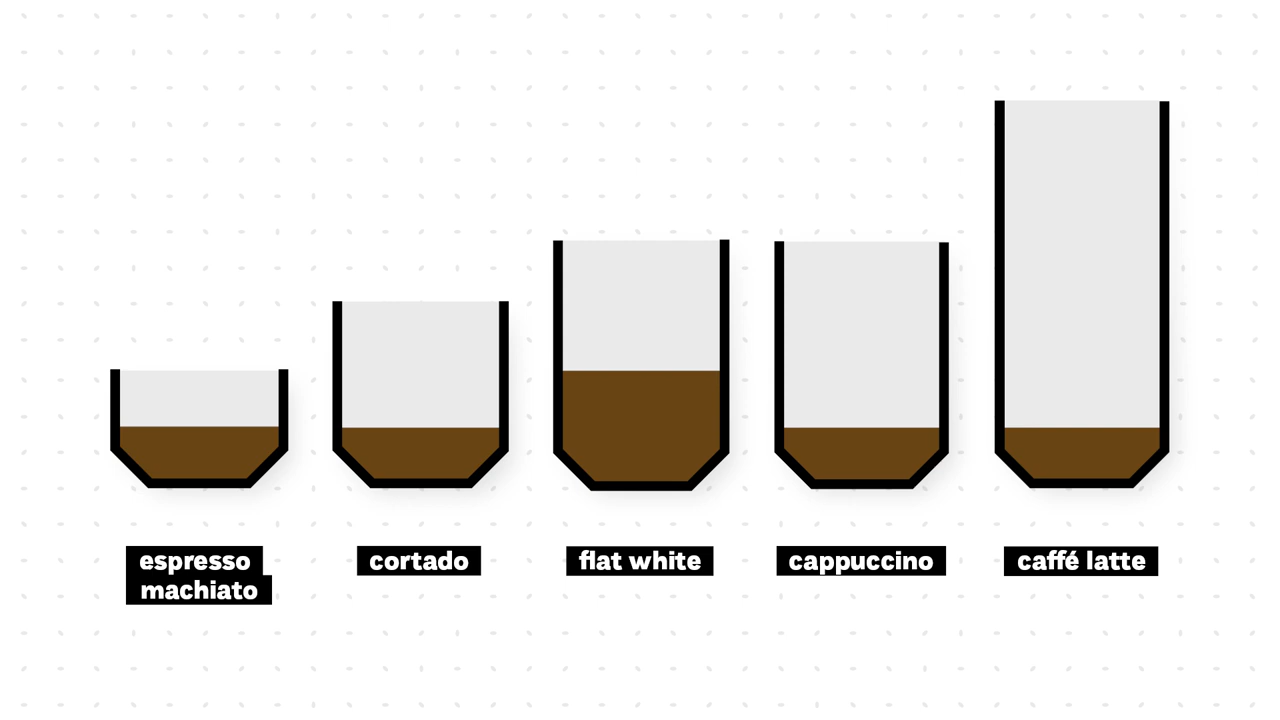 espresso
machiato
cortado
flat white
cappuccino
caffé latte